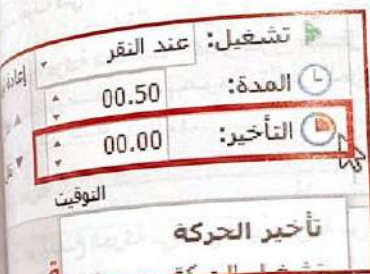 تشغيل: عند النقر
المدة: 00.50
التأخير: 00.00
التوقيت
تأخير الحركة